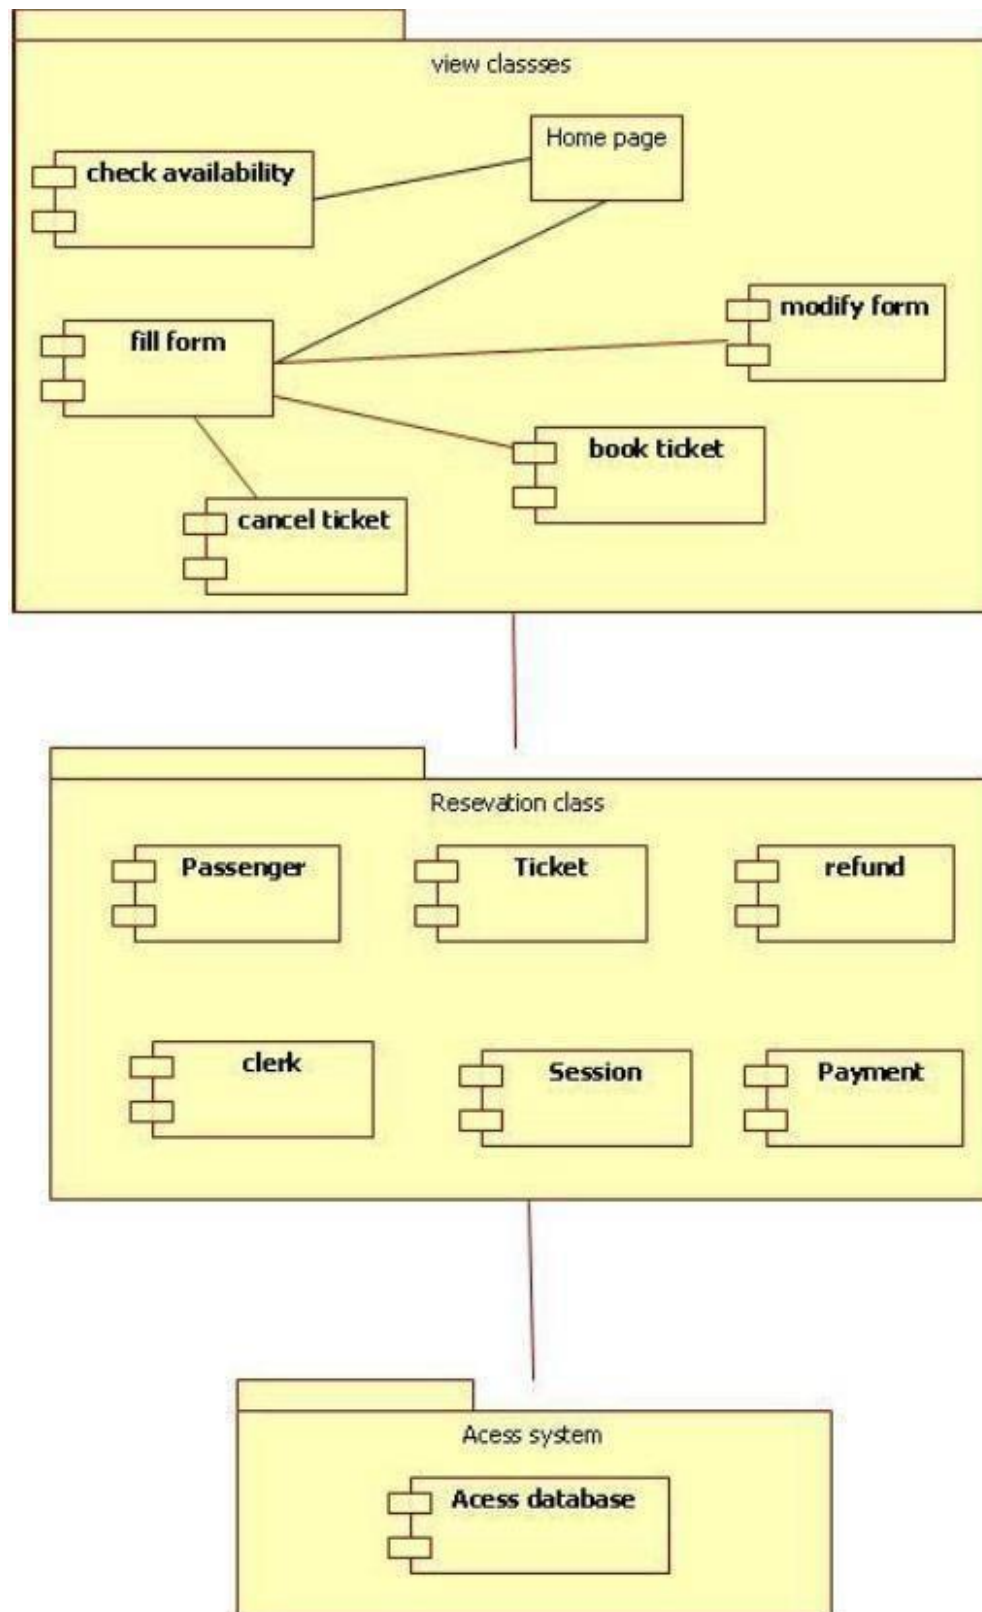 view classses
Home page
check availability
modify form
fill form
book ticket
cancel ticket
Resevation class
Passenger
Ticket
refund
clerk
Session
Payment
Acess system
Acess database